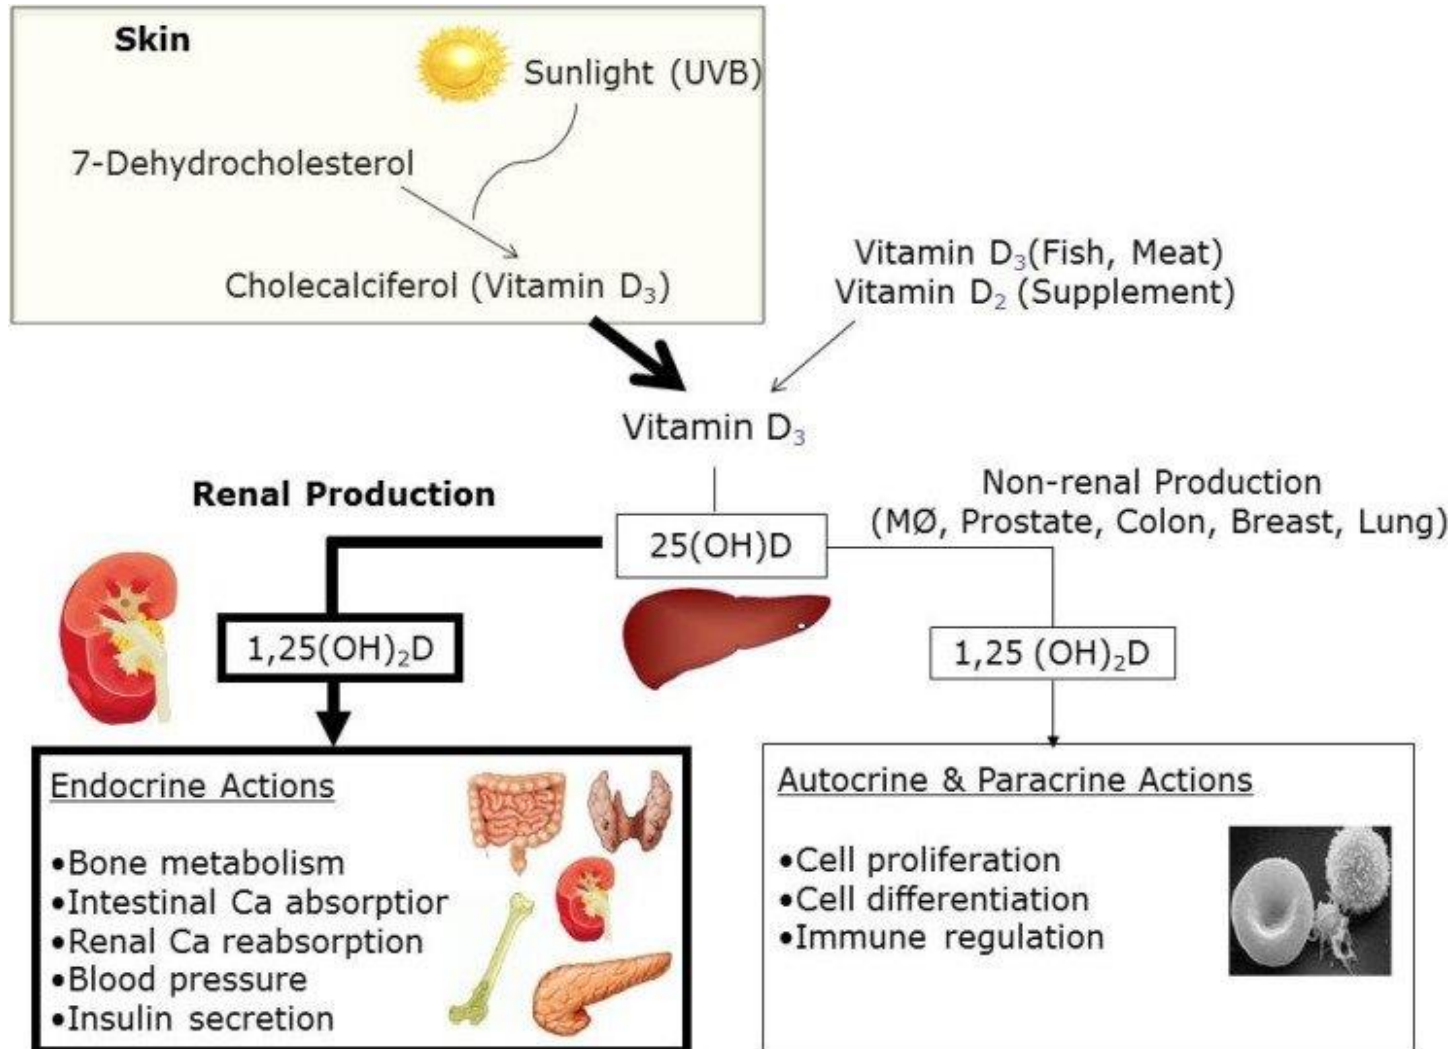 Skin
Sunlight (UVB)
7-Dehydrocholesterol
Cholecalciferol (Vitamin D₃)
Vitamin D₃(Fish, Meat)
Vitamin D₂ (Supplement)
Vitamin D₃
Renal Production
Non-renal Production
(MØ, Prostate, Colon, Breast, Lung)
25(OH)D
1,25(OH)₂D
1,25 (OH)₂D
Endocrine Actions
•Bone metabolism
•Intestinal Ca absorptior
•Renal Ca reabsorption
•Blood pressure
•Insulin secretion
Autocrine & Paracrine Actions
•Cell proliferation
•Cell differentiation
•Immune regulation